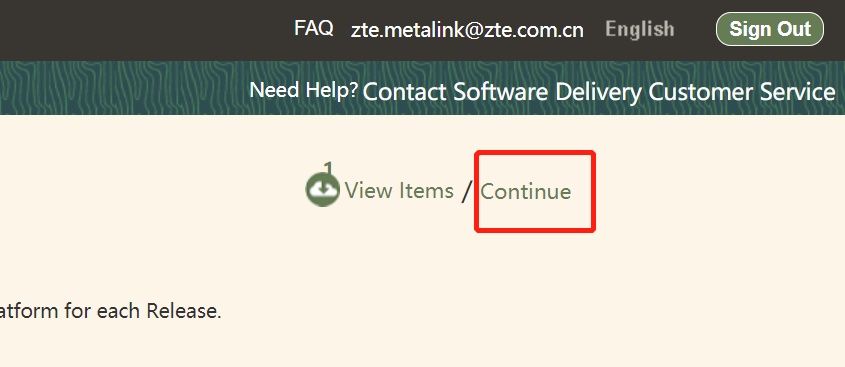 FAQ zte.metalink@zte.com.cn English Sign Out
Need Help? Contact Software Delivery Customer Service
1
View Items / Continue
atform for each Release.